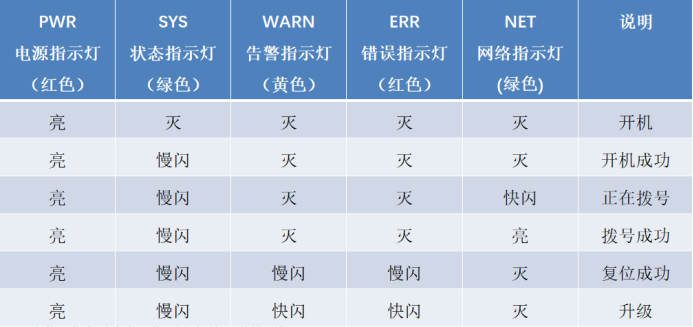 PWR SYS WARN ERR NET 说明
电源指示灯 状态指示灯 告警指示灯 错误指示灯 网络指示灯
（红色） （绿色） （黄色） （红色） (绿色)
亮 灭 灭 灭 灭 开机
亮 慢闪 灭 灭 灭 开机成功
亮 慢闪 灭 灭 快闪 正在拨号
亮 慢闪 灭 灭 亮 拨号成功
亮 慢闪 慢闪 慢闪 灭 复位成功
亮 慢闪 快闪 快闪 灭 升级